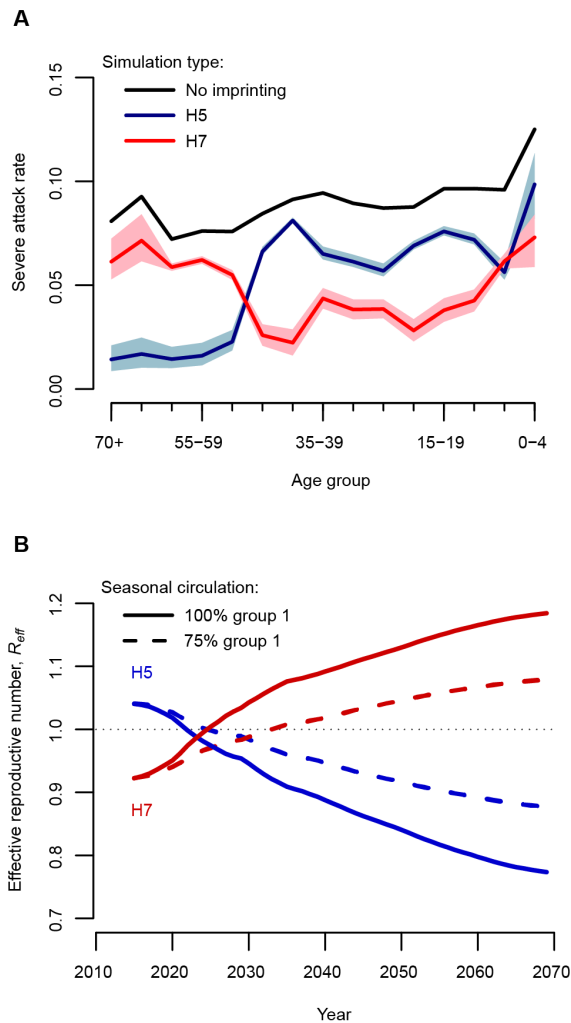 A
Simulation type:
No imprinting
H5
H7
Severe attack rate
0.15
0.10
0.05
0.00
70+ 55−59 35−39 15−19 0−4
Age group
B
Seasonal circulation:
100% group 1
75% group 1
H5
H7
Effective reproductive number, Reff
1.2
1.1
1.0
0.9
0.8
0.7
2010 2020 2030 2040 2050 2060 2070
Year